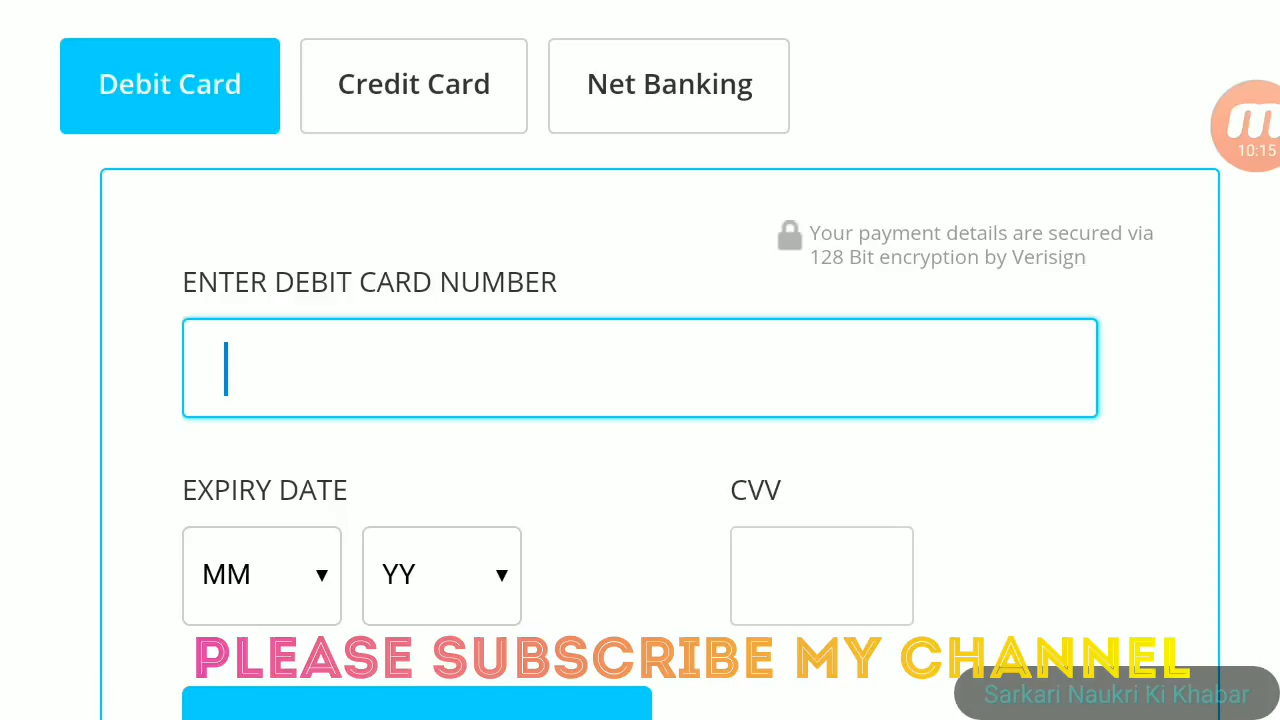 Debit Card
Credit Card
Net Banking
m
10:15
Your payment details are secured via
128 Bit encryption by Verisign
ENTER DEBIT CARD NUMBER
EXPIRY DATE
CVV
MM
YY
PLEASE SUBSCRIBE MY CHANNEL
Sarkari Naukri Ki Khabar